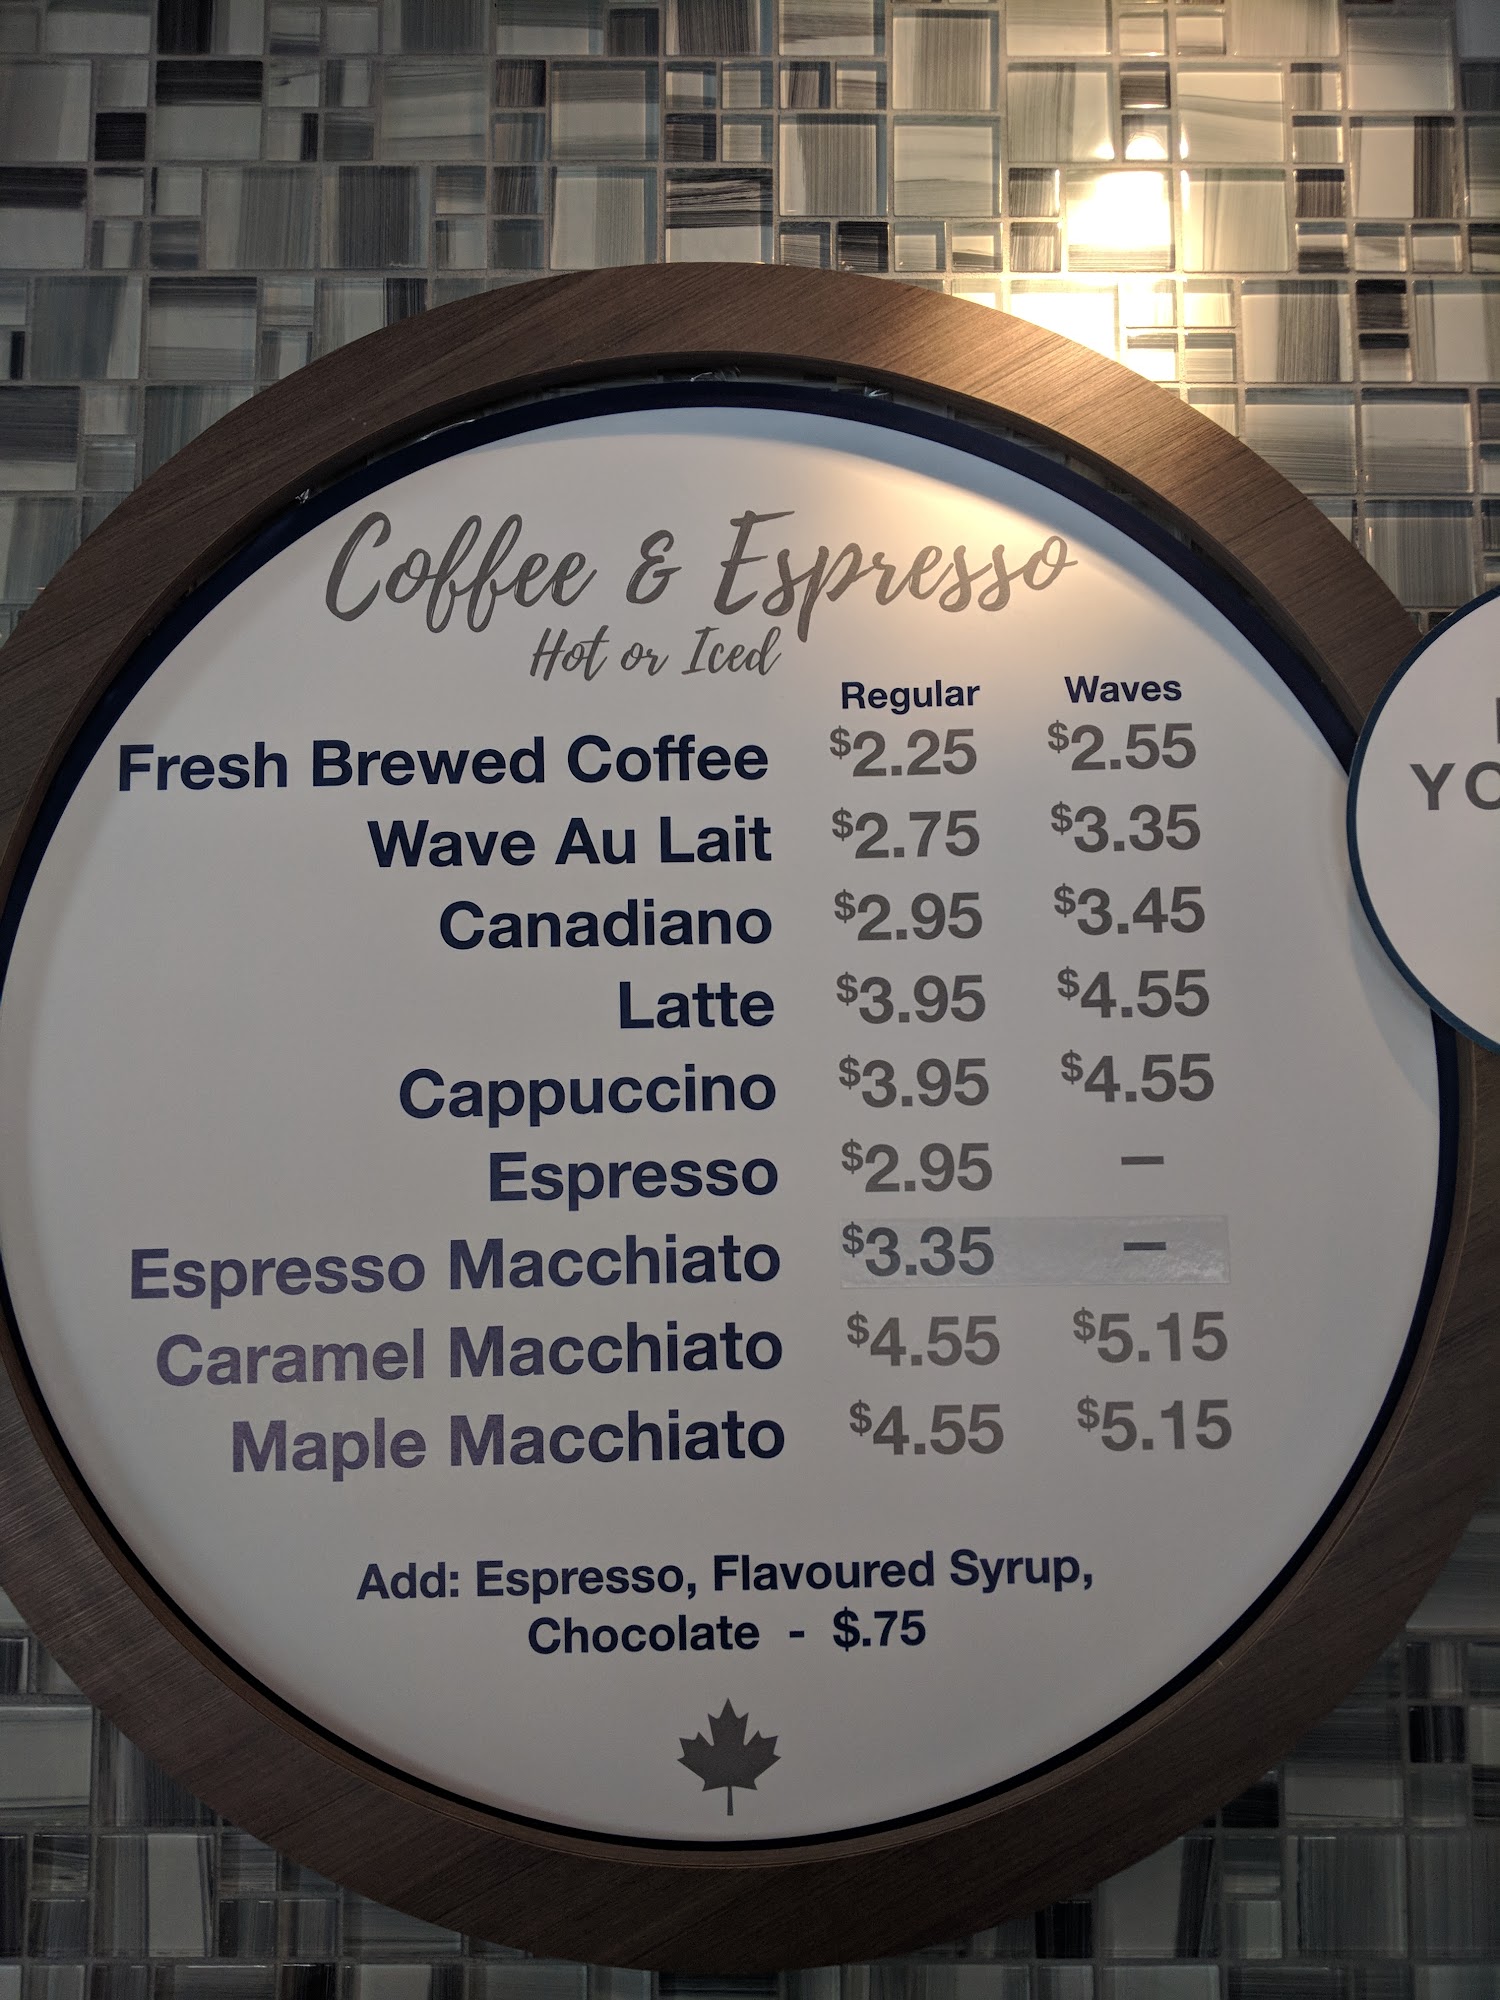 Coffee & Espresso
Hot or Iced
Regular Waves
Fresh Brewed Coffee $2.25 $2.55
Wave Au Lait $2.75 $3.35
Canadiano $2.95 $3.45
Latte $3.95 $4.55
Cappuccino $3.95 $4.55
Espresso $2.95 –
Espresso Macchiato $3.35 –
Caramel Macchiato $4.55 $5.15
Maple Macchiato $4.55 $5.15
Add: Espresso, Flavoured Syrup,
Chocolate - $.75